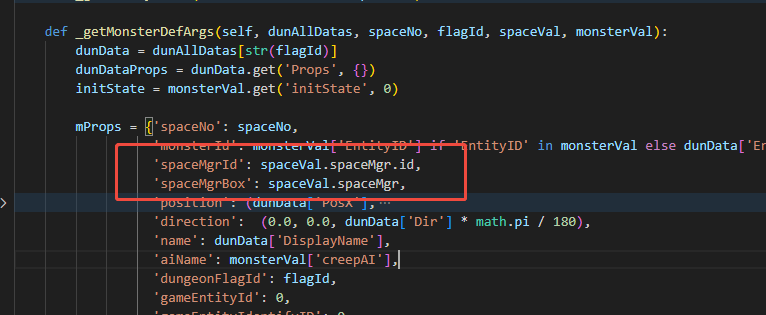 def _getMonsterDefArgs(self, dunAllDatas, spaceNo, flagId, spaceVal, monsterVal):
dunData = dunAllDatas[str(flagId)]
dunDataProps = dunData.get('Props', {})
initState = monsterVal.get('initState', 0)
mProps = {'spaceNo': spaceNo,
'monsterId': monsterVal['EntityID'] if 'EntityID' in monsterVal else dunData['En
'spaceMgrId': spaceVal.spaceMgr.id,
'spaceMgrBox': spaceVal.spaceMgr,
'position': (dunData['PosX'], ...
'direction':  (0.0, 0.0, dunData['Dir'] * math.pi / 180),
'name': dunData['DisplayName'],
'aiName': monsterVal['creepAI'],
'dungeonFlagId': flagId,
'gameEntityId': 0,